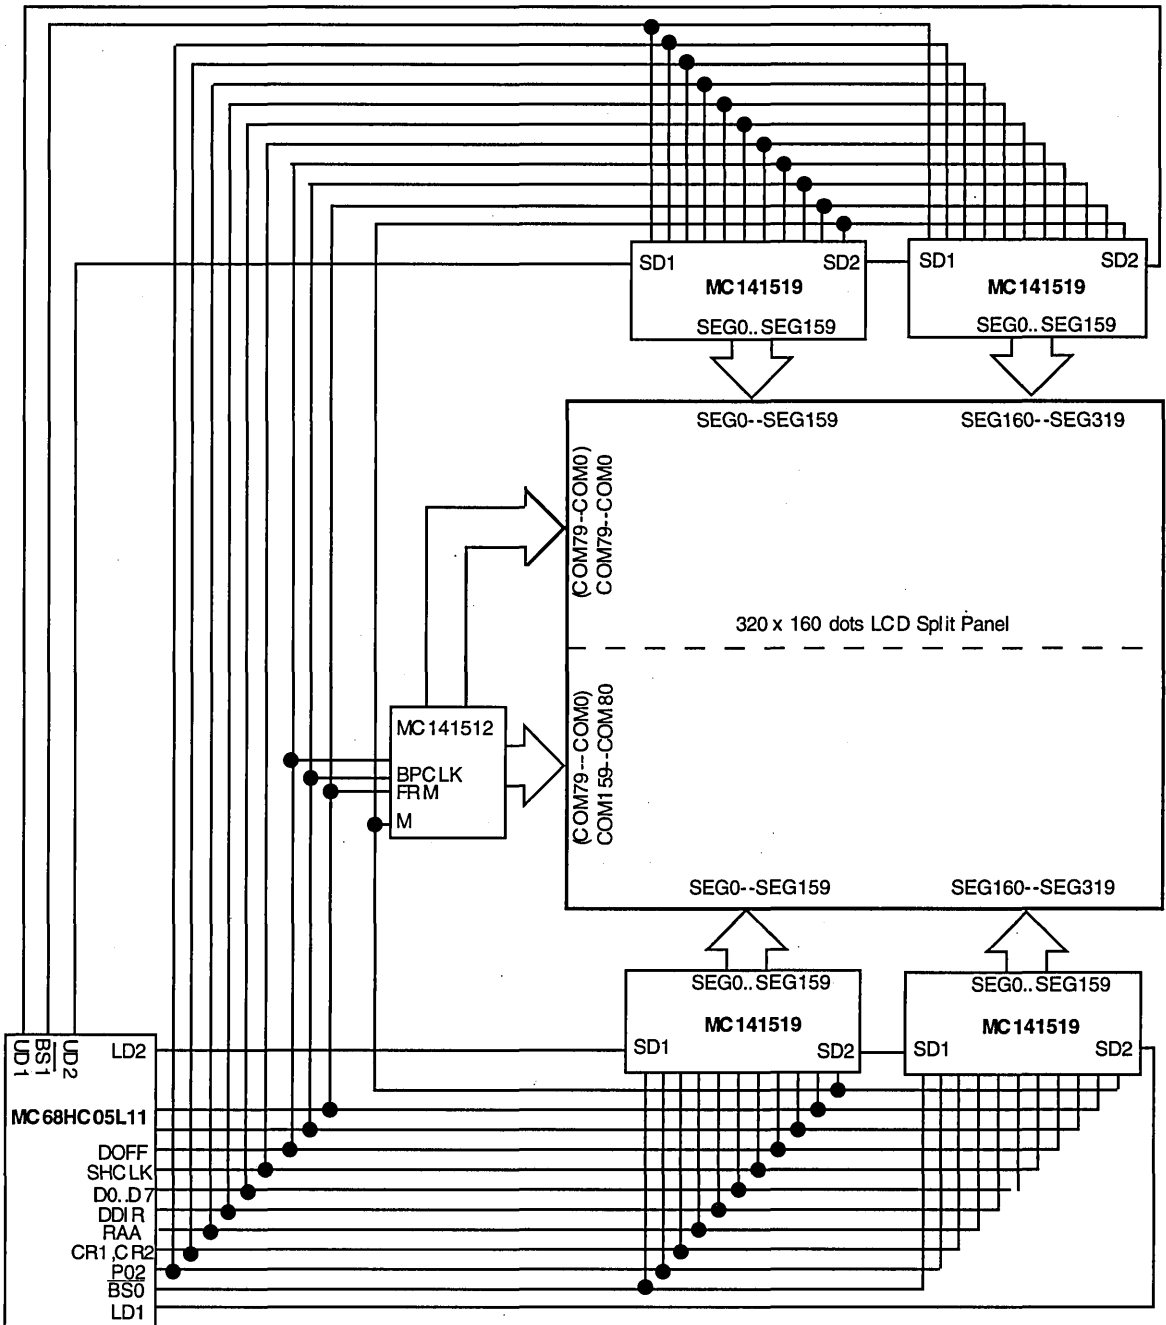 SD1
SD2
MC141519
SEG0..SEG159
SD1
SD2
MC141519
SEG0..SEG159
SEG0--SEG159
SEG160--SEG319
(COM79--COM0)
COM79--COM0
320 x 160 dots LCD Split Panel
(COM79--COM0)
COM159--COM80
MC141512
BPCLK
FRM
M
SEG0--SEG159
SEG160--SEG319
SEG0..SEG159
MC141519
SD1
SD2
SEG0..SEG159
MC141519
SD1
SD2
UD1
BS1
UD2
LD2
MC68HC05L11
DOFF
SHCLK
D0..D7
DDIR
RAA
CR1,CR2
P02
BS0
LD1